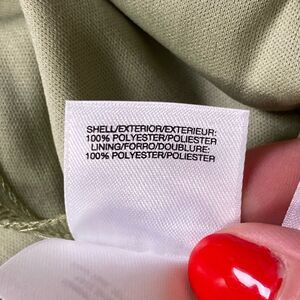 SHELL/EXTERIOR/EXTERIEUR:
100% POLYESTER/POLIESTER
LINING/FORRO/DOUBLURE:
100% POLYESTER/POLIESTER